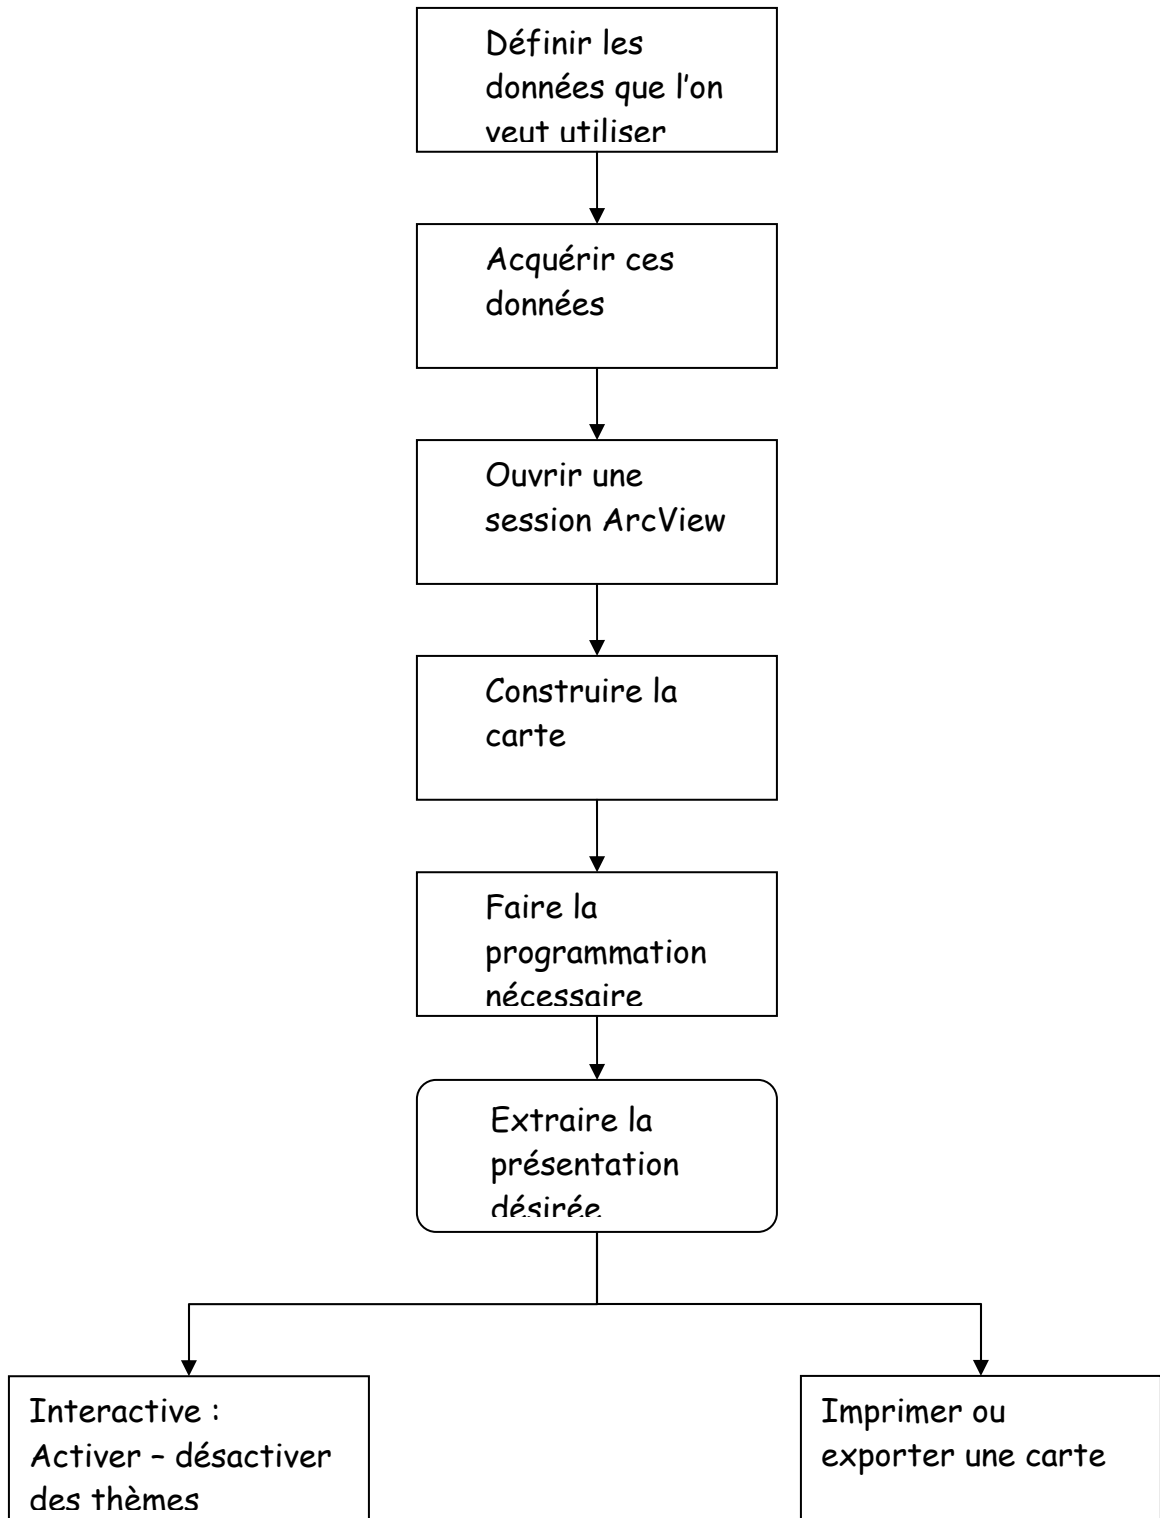 Définir les
données que l'on
veut utiliser
Acquérir ces
données
Ouvrir une
session ArcView
Construire la
carte
Faire la
programmation
nécessaire
Extraire la
présentation
désirée
Interactive :
Activer – désactiver
des thèmes
Imprimer ou
exporter une carte